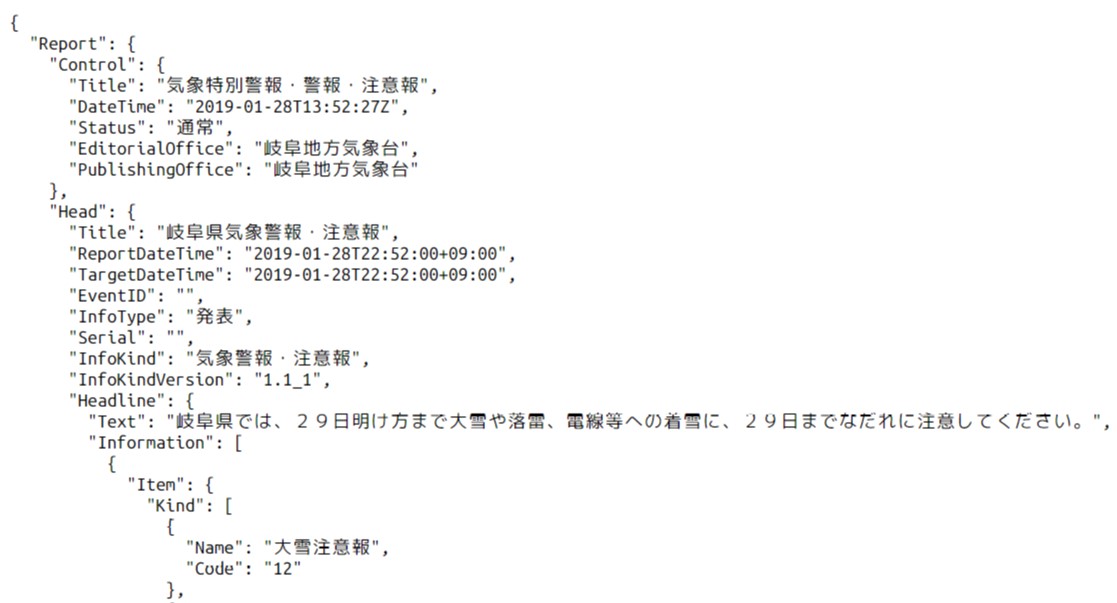 {
"Report": {
"Control": {
"Title": "気象特別警報・警報・注意報",
"DateTime": "2019-01-28T13:52:27Z",
"Status": "通常",
"EditorialOffice": "岐阜地方気象台",
"PublishingOffice": "岐阜地方気象台"
},
"Head": {
"Title": "岐阜県気象警報・注意報",
"ReportDateTime": "2019-01-28T22:52:00+09:00",
"TargetDateTime": "2019-01-28T22:52:00+09:00",
"EventID": "",
"InfoType": "発表",
"Serial": "",
"InfoKind": "気象警報・注意報",
"InfoKindVersion": "1.1_1",
"Headline": {
"Text": "岐阜県では、29日明け方まで大雪や落雷、電線等への着雪に、29日までなだれに注意してください。",
"Information": [
{
"Item": {
"Kind": [
{
"Name": "大雪注意報",
"Code": "12"
},